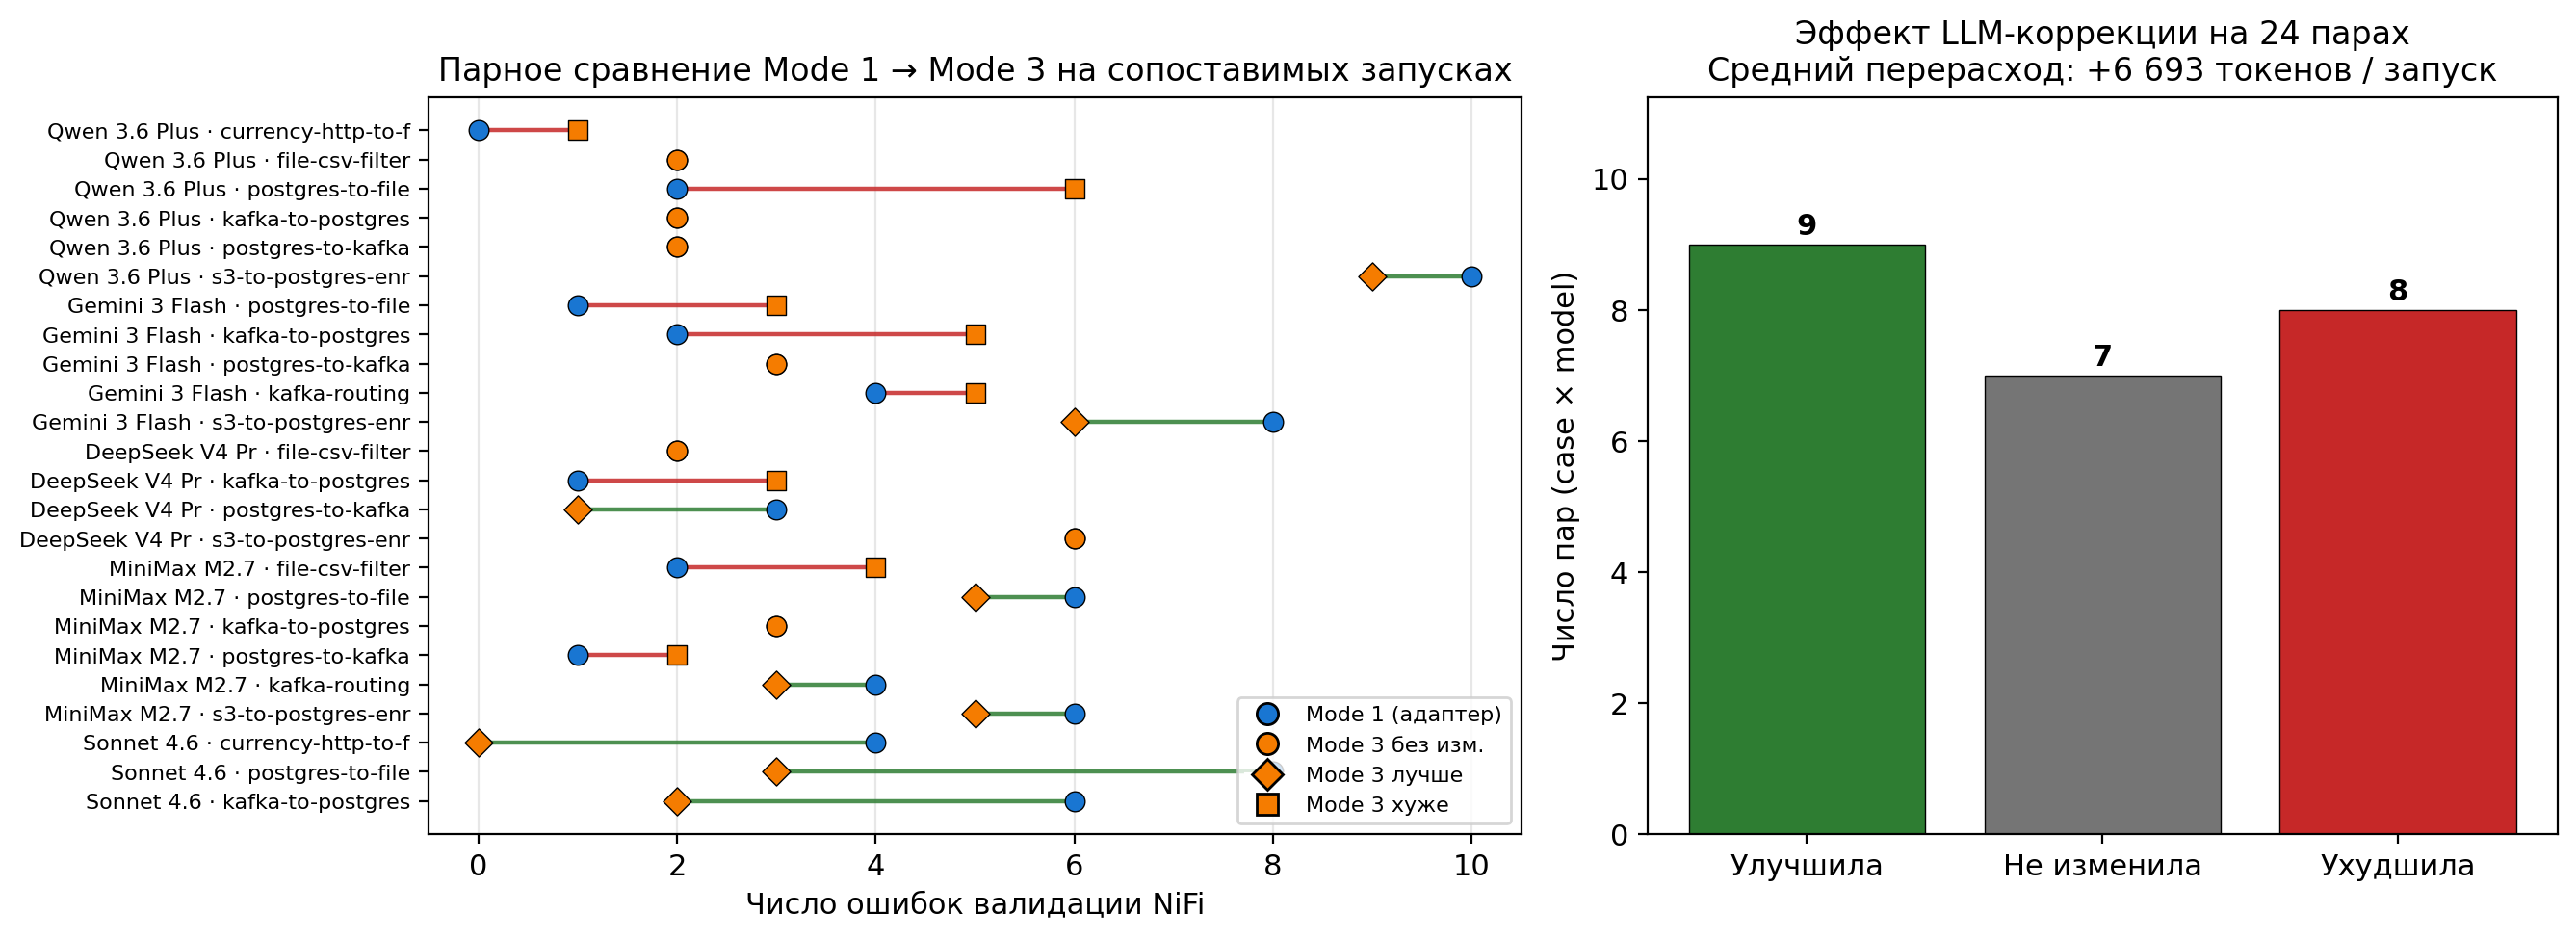 Парное сравнение Mode 1 → Mode 3 на сопоставимых запусках
Qwen 3.6 Plus · currency-http-to-f
Qwen 3.6 Plus · file-csv-filter
Qwen 3.6 Plus · postgres-to-file
Qwen 3.6 Plus · kafka-to-postgres
Qwen 3.6 Plus · postgres-to-kafka
Qwen 3.6 Plus · s3-to-postgres-enr
Gemini 3 Flash · postgres-to-file
Gemini 3 Flash · kafka-to-postgres
Gemini 3 Flash · postgres-to-kafka
Gemini 3 Flash · kafka-routing
Gemini 3 Flash · s3-to-postgres-enr
DeepSeek V4 Pr · file-csv-filter
DeepSeek V4 Pr · kafka-to-postgres
DeepSeek V4 Pr · postgres-to-kafka
DeepSeek V4 Pr · s3-to-postgres-enr
MiniMax M2.7 · file-csv-filter
MiniMax M2.7 · postgres-to-file
MiniMax M2.7 · kafka-to-postgres
MiniMax M2.7 · postgres-to-kafka
MiniMax M2.7 · kafka-routing
MiniMax M2.7 · s3-to-postgres-enr
Sonnet 4.6 · currency-http-to-f
Sonnet 4.6 · postgres-to-file
Sonnet 4.6 · kafka-to-postgres
Mode 1 (адаптер)
Mode 3 без изм.
Mode 3 лучше
Mode 3 хуже
0 2 4 6 8 10
Число ошибок валидации NiFi
Эффект LLM-коррекции на 24 парах
Средний перерасход: +6 693 токенов / запуск
Число пар (case × model)
10
8
6
4
2
0
9
7
8
Улучшила Не изменила Ухудшила